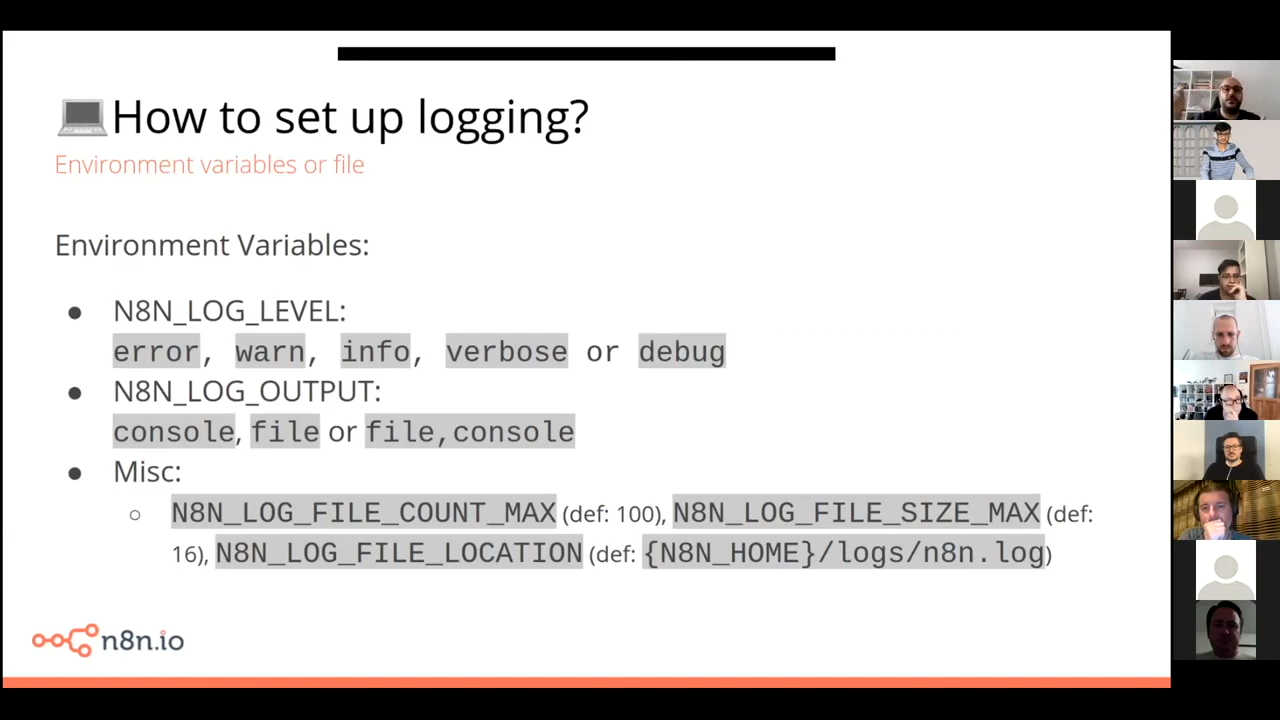 How to set up logging?
Environment variables or file
Environment Variables:
● N8N_LOG_LEVEL:
error, warn, info, verbose or debug
● N8N_LOG_OUTPUT:
console, file or file,console
● Misc:
○ N8N_LOG_FILE_COUNT_MAX (def: 100), N8N_LOG_FILE_SIZE_MAX (def:
16), N8N_LOG_FILE_LOCATION (def: {N8N_HOME}/logs/n8n.log)
n8n.io